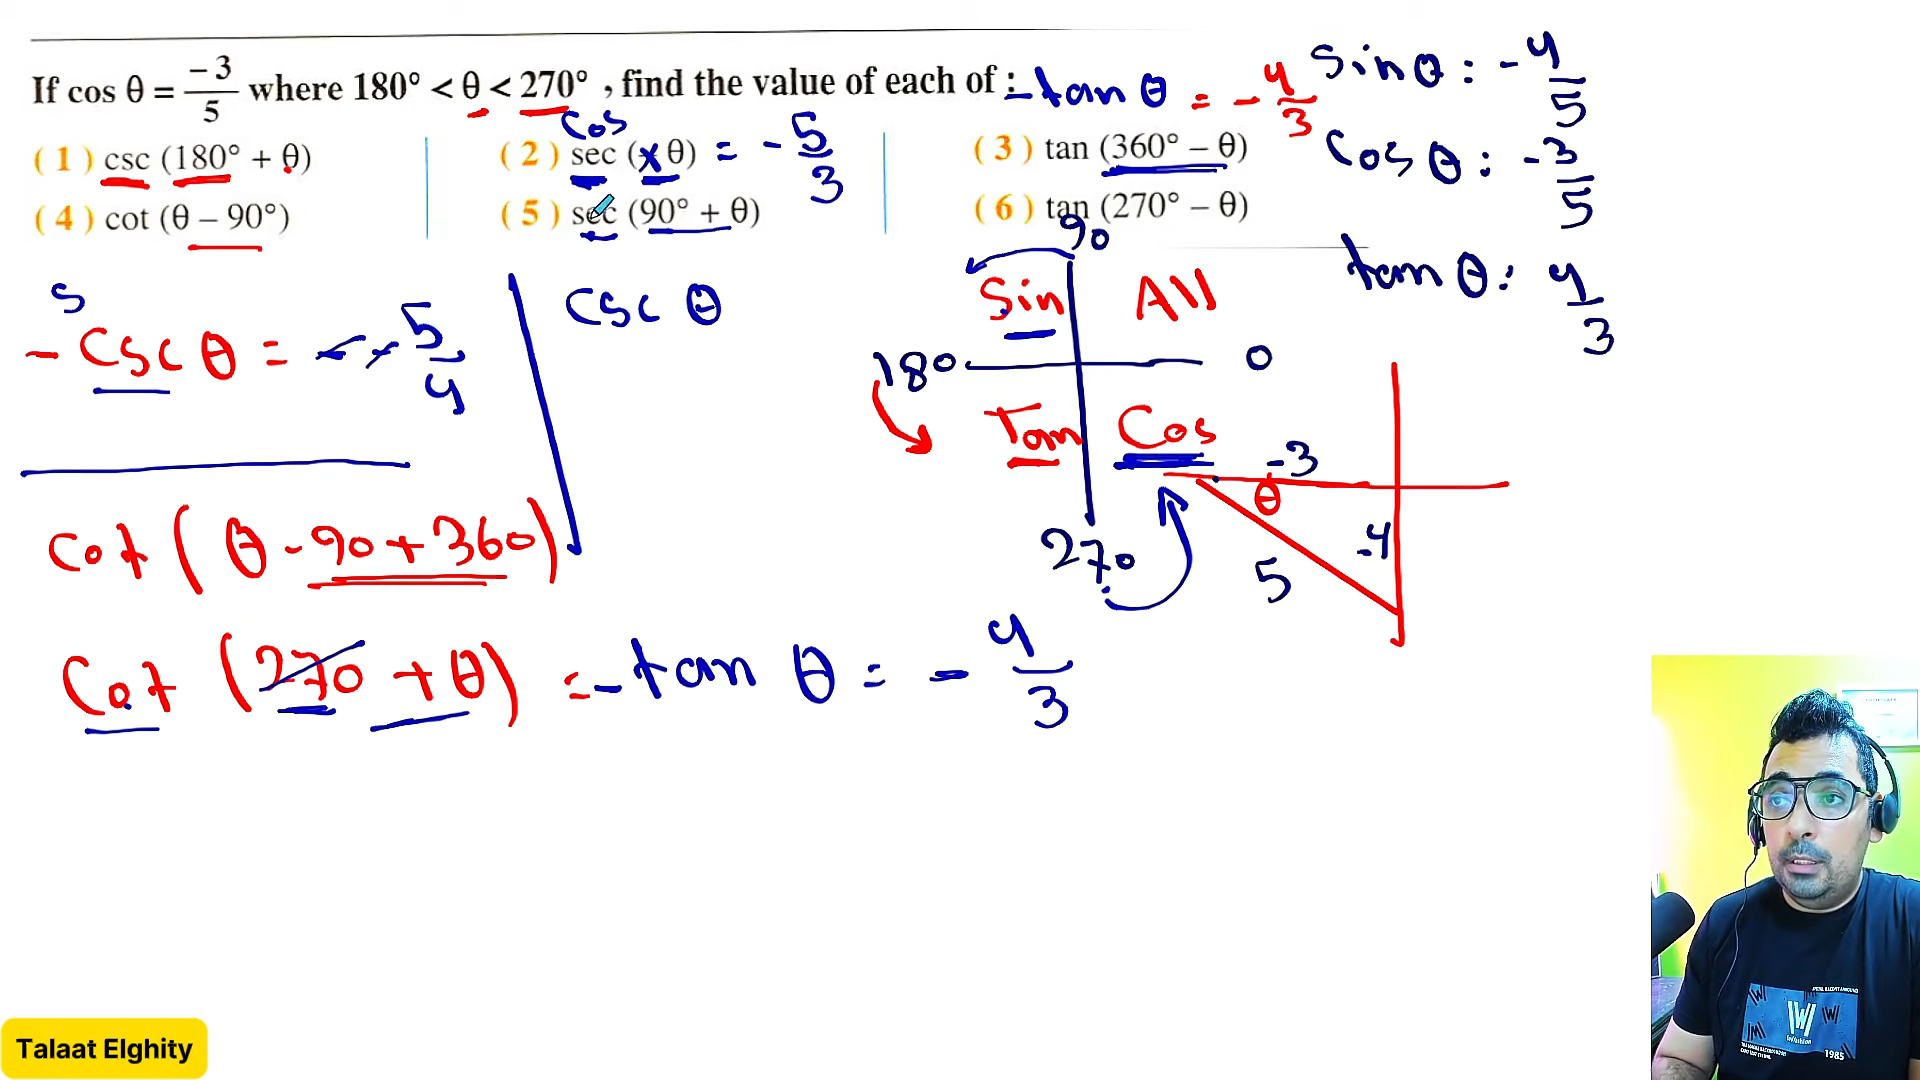 If cos θ = -3/5 where 180° < θ < 270° , find the value of each of :
- tan θ = - 4/3
sin θ : - 4/5
cos
(1) csc (180° + θ)
(2) sec (x θ) = - 5/3
(3) tan (360° − θ)
cos θ : - 3/5
(4) cot (θ − 90°)
(5) sec (90° + θ)
(6) tan (270° − θ)
tan θ : 4/3
90
S
- csc θ = - - 5/4
csc θ
Sin
All
180
0
Tan
Cos
-3
θ
-4
5
270
cot ( θ - 90 + 360 )
cot ( 270 + θ ) = - tan θ = - 4/3
Talaat Elghity
1985